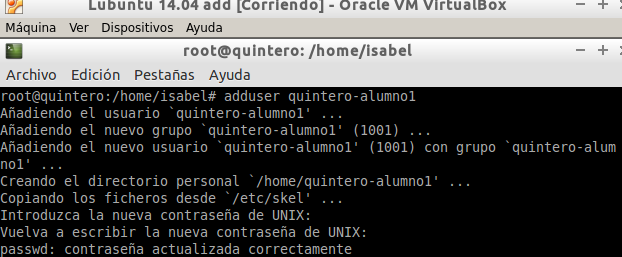 Lubuntu 14.04 add [Corriendo] - Oracle VM VirtualBox
Máquina Ver Dispositivos Ayuda
root@quintero: /home/isabel
Archivo Edición Pestañas Ayuda
root@quintero:/home/isabel# adduser quintero-alumno1
Añadiendo el usuario `quintero-alumno1' ...
Añadiendo el nuevo grupo `quintero-alumno1' (1001) ...
Añadiendo el nuevo usuario `quintero-alumno1' (1001) con grupo `quintero-alum
no1' ...
Creando el directorio personal `/home/quintero-alumno1' ...
Copiando los ficheros desde `/etc/skel' ...
Introduzca la nueva contraseña de UNIX:
Vuelva a escribir la nueva contraseña de UNIX:
passwd: contraseña actualizada correctamente